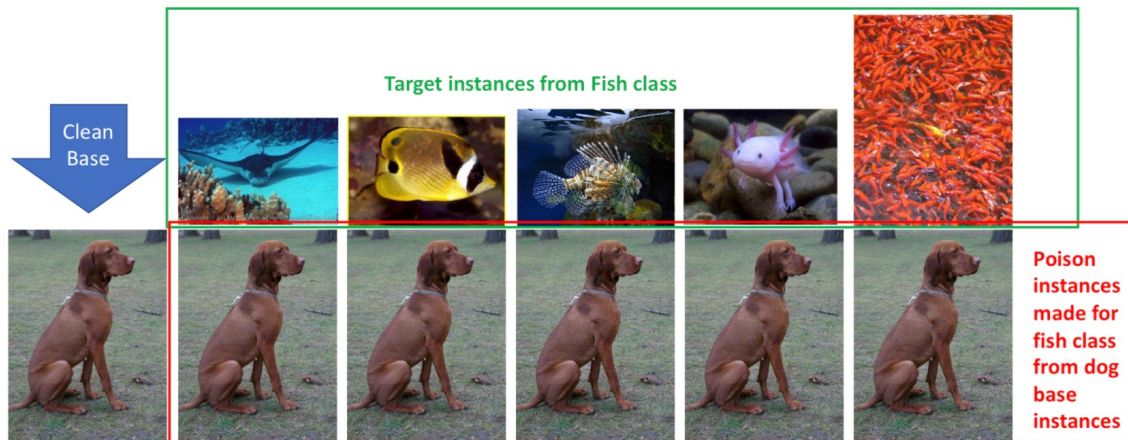 Target instances from Fish class
Clean
Base
Poison
instances
made for
fish class
from dog
base
instances